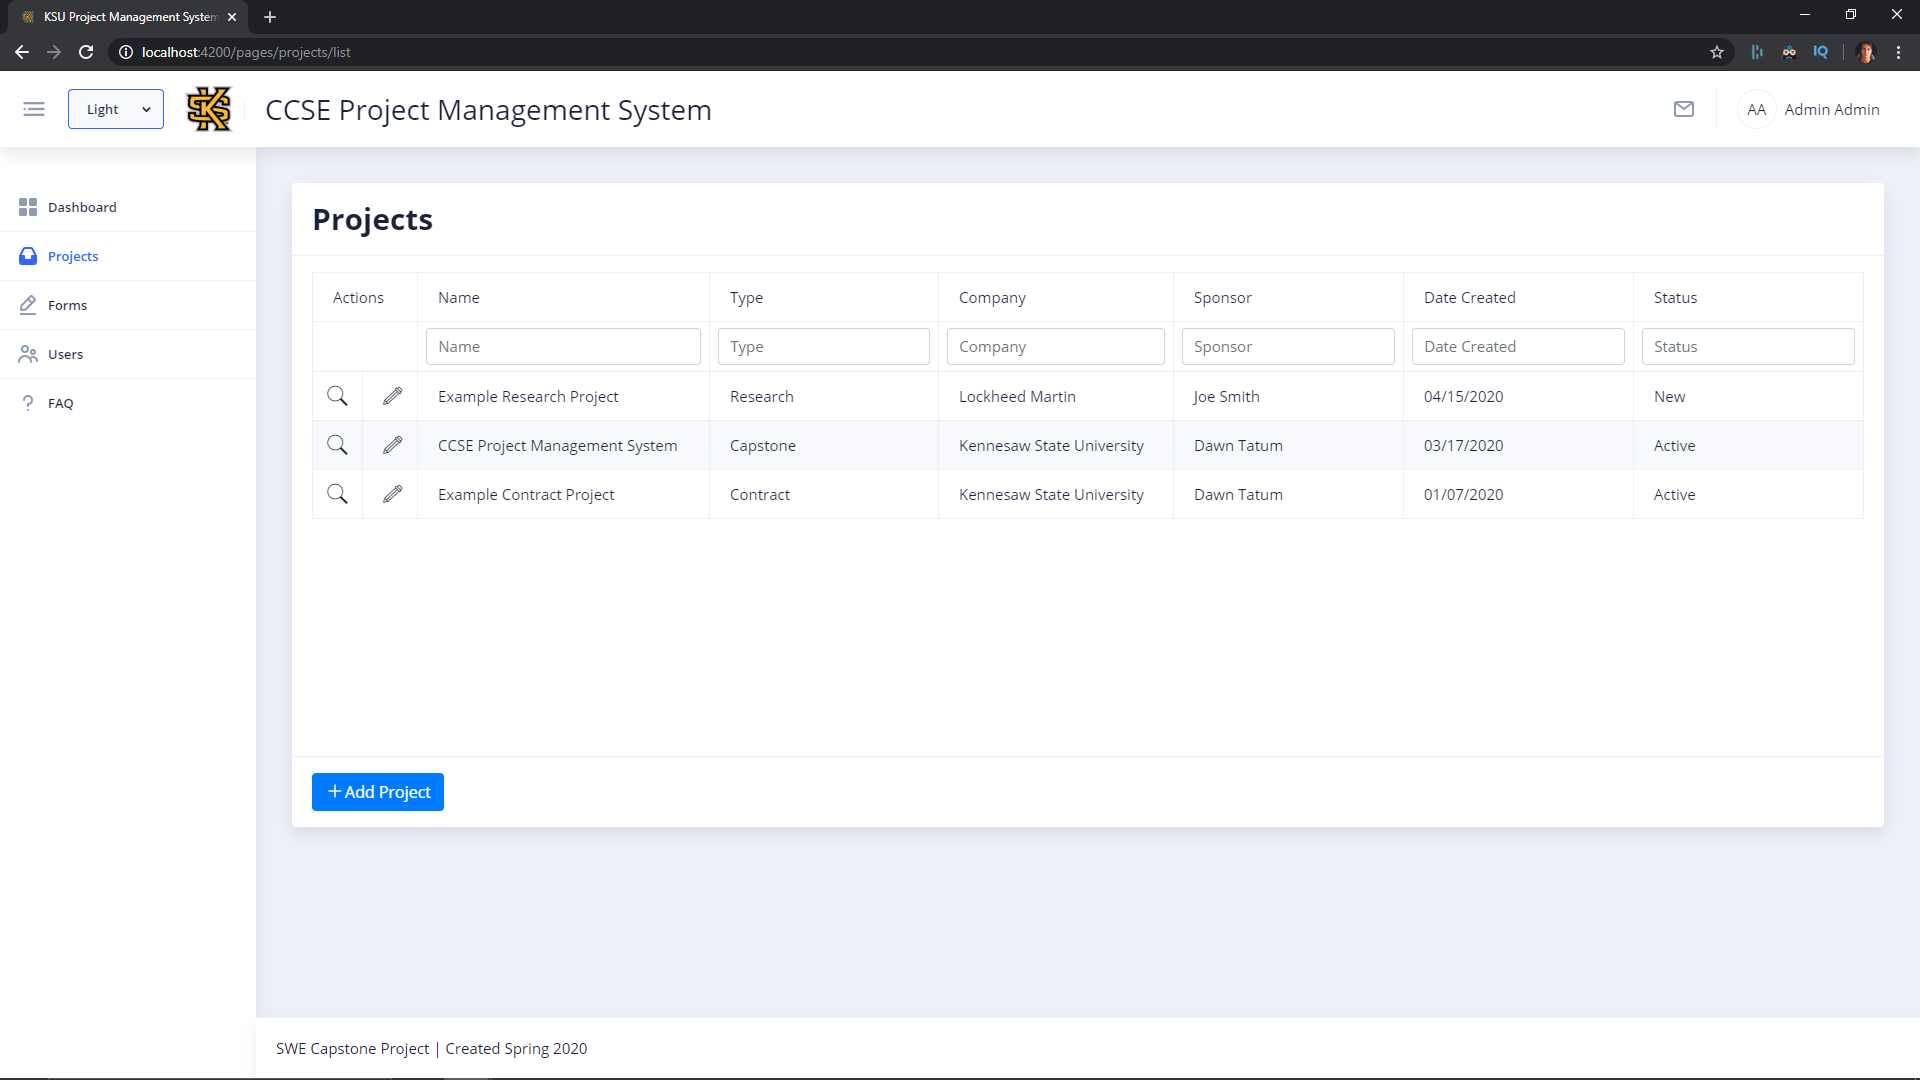 KSU Project Management System
localhost:4200/pages/projects/list
IQ
Light
KS
CCSE Project Management System
AA Admin Admin
Dashboard
Projects
Forms
Users
FAQ
Projects
Actions Name Type Company Sponsor Date Created Status
Name Type Company Sponsor Date Created Status
Example Research Project Research Lockheed Martin Joe Smith 04/15/2020 New
CCSE Project Management System Capstone Kennesaw State University Dawn Tatum 03/17/2020 Active
Example Contract Project Contract Kennesaw State University Dawn Tatum 01/07/2020 Active
+ Add Project
SWE Capstone Project | Created Spring 2020